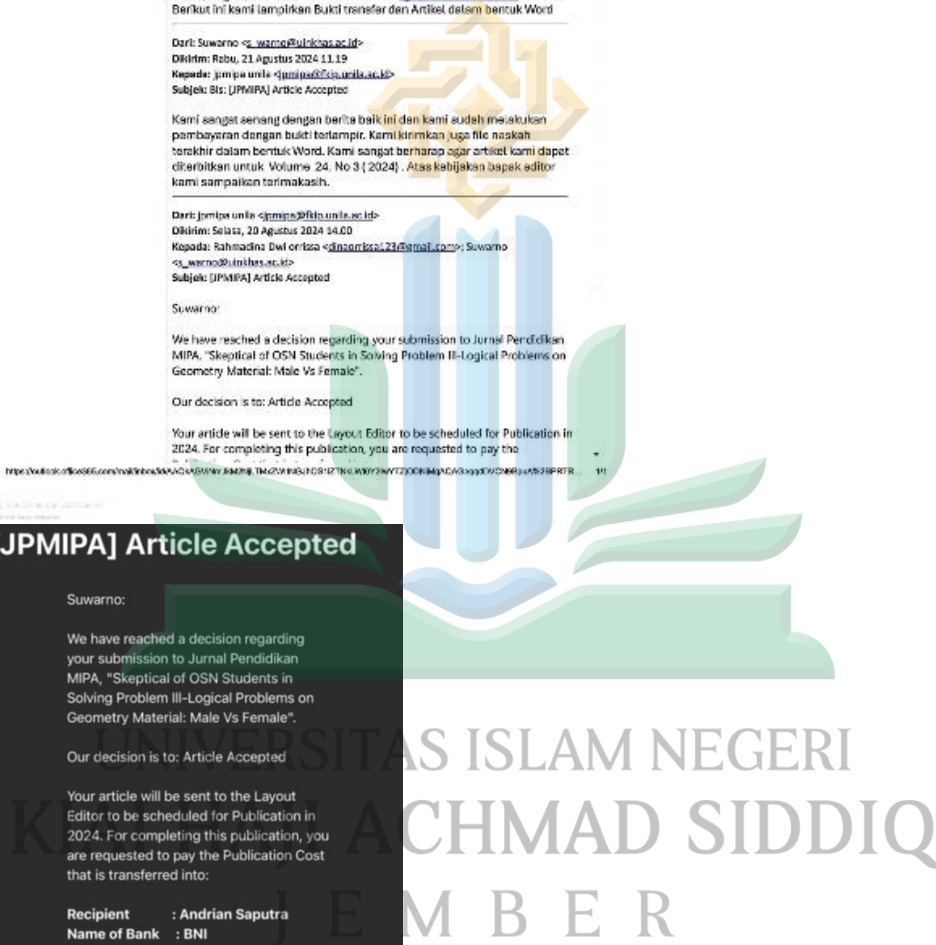 Berikut ini kami lampirkan Bukti transfer dan Artikel dalam bentuk Word
Dari: Suwarno <s_warno@uinkhas.ac.id>
Dikirim: Rabu, 21 Agustus 2024 11.19
Kepada: jpmipa unila <jpmipa@fkip.unila.ac.id>
Subjek: Bls: [JPMIPA] Article Accepted
Kami sangat senang dengan berita baik ini dan kami sudah melakukan
pembayaran dengan bukti terlampir. Kami kirimkan juga file naskah
terakhir dalam bentuk Word. Kami sangat berharap agar artikel kami dapat
diterbitkan untuk Volume 24, No 3 ( 2024) . Atas kebijakan bapak editor
kami sampaikan terimakasih.
Dari: jpmipa unila <jpmipa@fkip.unila.ac.id>
Dikirim: Selasa, 20 Agustus 2024 14.00
Kepada: Rahmadina Dwi orrissa <dinaorrissa123@gmail.com>; Suwarno
<s_warno@uinkhas.ac.id>
Subjek: [JPMIPA] Article Accepted
Suwarno:
We have reached a decision regarding your submission to Jurnal Pendidikan
MIPA, "Skeptical of OSN Students in Solving Problem Ill-Logical Problems on
Geometry Material: Male Vs Female".
Our decision is to: Article Accepted
Your article will be sent to the Layout Editor to be scheduled for Publication in
2024. For completing this publication, you are requested to pay the
1/1
JPMIPA] Article Accepted
Suwarno:
We have reached a decision regarding
your submission to Jurnal Pendidikan
MIPA, "Skeptical of OSN Students in
Solving Problem Ill-Logical Problems on
Geometry Material: Male Vs Female".
Our decision is to: Article Accepted
Your article will be sent to the Layout
Editor to be scheduled for Publication in
2024. For completing this publication, you
are requested to pay the Publication Cost
that is transferred into:
Recipient : Andrian Saputra
Name of Bank : BNI
UNIVERSITAS ISLAM NEGERI
ACHMAD SIDDIQ
JEMBER